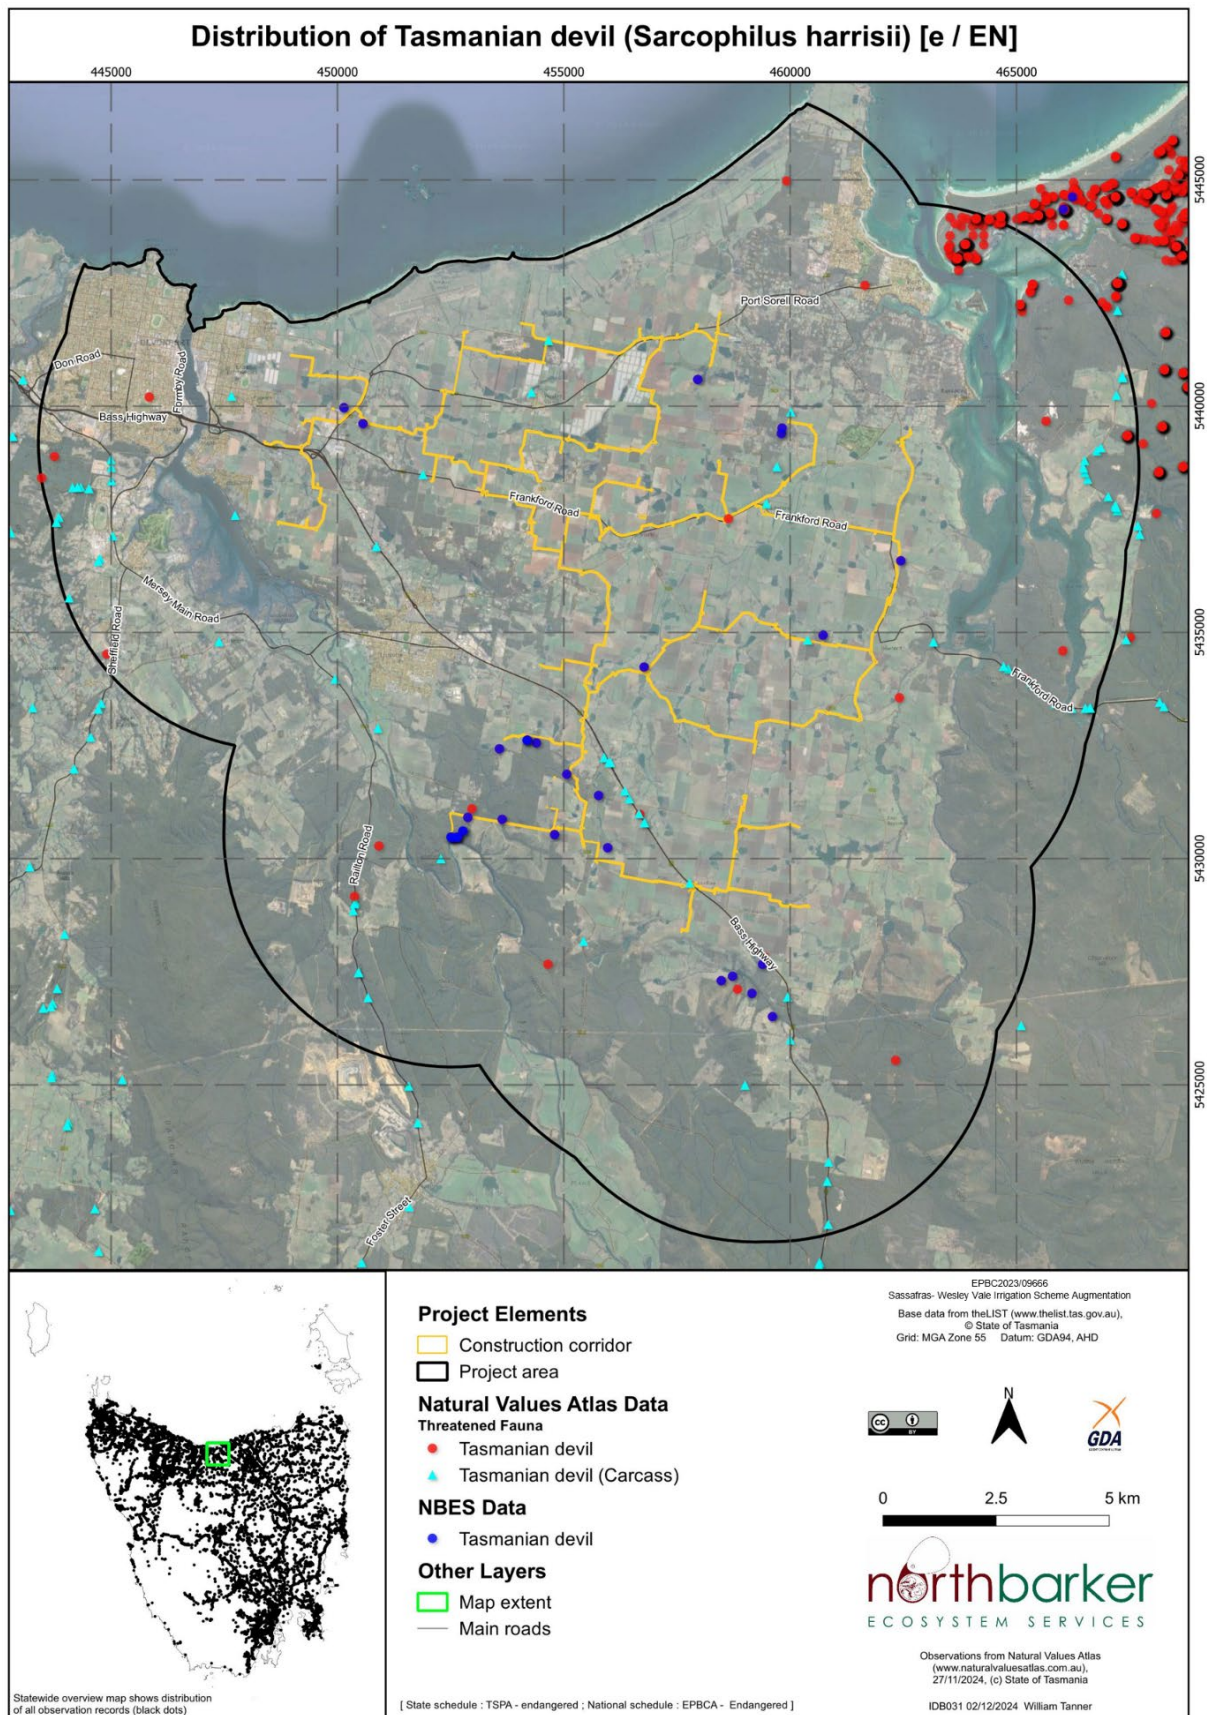 Distribution of Tasmanian devil (Sarcophilus harrisii) [e / EN]
445000
450000
455000
460000
465000
5445000
5440000
5435000
5430000
5425000
Port Sorell Road
Don Road
Formby Road
Bass Highway
Frankford Road
Frankford Road
Mersey Main Road
Sheffield Road
Frankford Road
Railton Road
Bass Highway
Foster Street
Statewide overview map shows distribution
of all observation records (black dots)
Project Elements
Construction corridor
Project area
Natural Values Atlas Data
Threatened Fauna
Tasmanian devil
Tasmanian devil (Carcass)
NBES Data
Tasmanian devil
Other Layers
Map extent
Main roads
[ State schedule : TSPA - endangered ; National schedule : EPBCA - Endangered ]
EPBC2023/09666
Sassafras- Wesley Vale Irrigation Scheme Augmentation
Base data from theLIST (www.thelist.tas.gov.au),
© State of Tasmania
Grid: MGA Zone 55 Datum: GDA94, AHD
cc
BY
N
GDA
0 2.5 5 km
northbarker
ECOSYSTEM SERVICES
Observations from Natural Values Atlas
(www.naturalvaluesatlas.com.au),
27/11/2024, (c) State of Tasmania
IDB031 02/12/2024 William Tanner